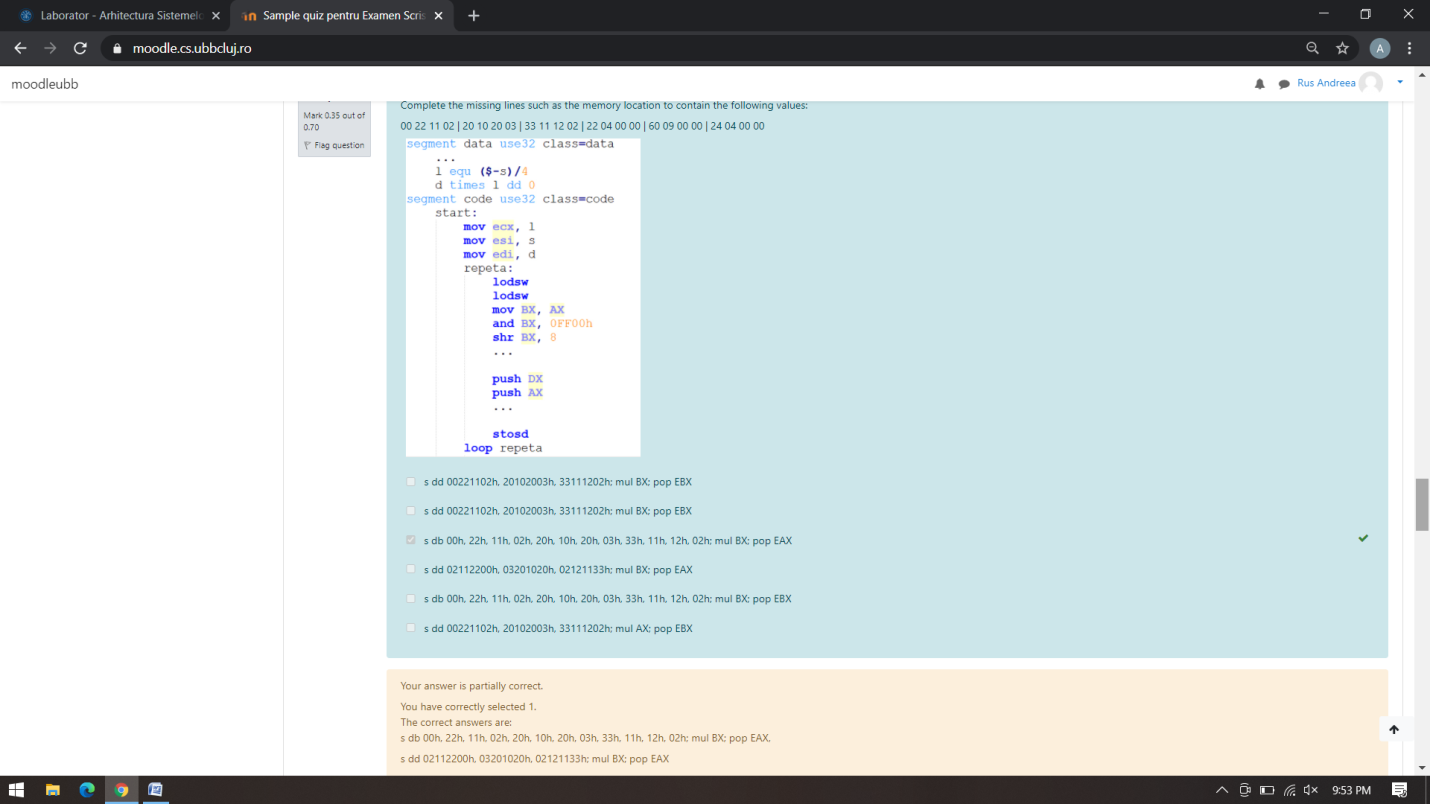 Laborator - Arhitectura Sistemelo
Sample quiz pentru Examen Scris
moodle.cs.ubbcluj.ro
A
moodleubb
Rus Andreea
Mark 0.35 out of
0.70
Flag question
Complete the missing lines such as the memory location to contain the following values:
00 22 11 02 | 20 10 20 03 | 33 11 12 02 | 22 04 00 00 | 60 09 00 00 | 24 04 00 00
segment data use32 class=data
...
l equ ($-s)/4
d times l dd 0
segment code use32 class=code
start:
mov ecx, l
mov esi, s
mov edi, d
repeta:
lodsw
lodsw
mov BX, AX
and BX, 0FF00h
shr BX, 8
...
push DX
push AX
...
stosd
loop repeta
s dd 00221102h, 20102003h, 33111202h; mul BX; pop EBX
s dd 00221102h, 20102003h, 33111202h; mul BX; pop EBX
s db 00h, 22h, 11h, 02h, 20h, 10h, 20h, 03h, 33h, 11h, 12h, 02h; mul BX; pop EAX
s dd 02112200h, 03201020h, 02121133h; mul BX; pop EAX
s db 00h, 22h, 11h, 02h, 20h, 10h, 20h, 03h, 33h, 11h, 12h, 02h; mul BX; pop EBX
s dd 00221102h, 20102003h, 33111202h; mul AX; pop EBX
Your answer is partially correct.
You have correctly selected 1.
The correct answers are:
s db 00h, 22h, 11h, 02h, 20h, 10h, 20h, 03h, 33h, 11h, 12h, 02h; mul BX; pop EAX,
s dd 02112200h, 03201020h, 02121133h; mul BX; pop EAX
9:53 PM